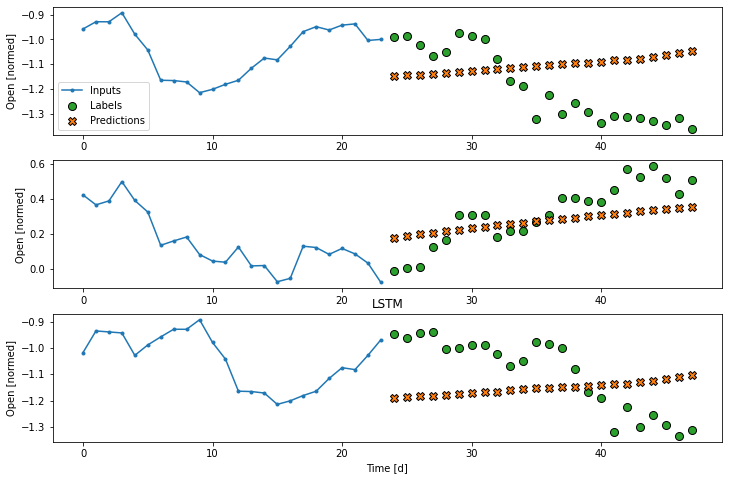 −0.9
−1.0
−1.1
−1.2
−1.3
Open [normed]
Inputs
Labels
Predictions
0 10 20 30 40
0.6
0.4
0.2
0.0
Open [normed]
0 10 20 30 40
LSTM
−0.9
−1.0
−1.1
−1.2
−1.3
Open [normed]
0 10 20 30 40
Time [d]